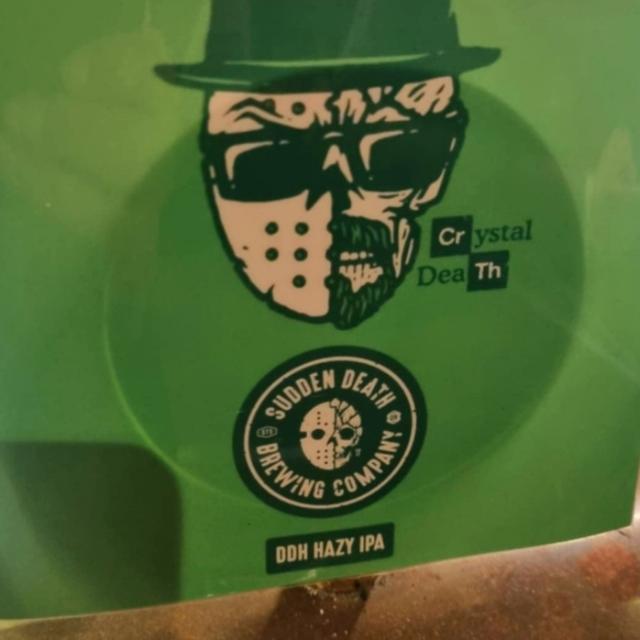 Crystal
DeaTh
SUDDEN DEATH
BREWING COMPANY
DDH HAZY IPA